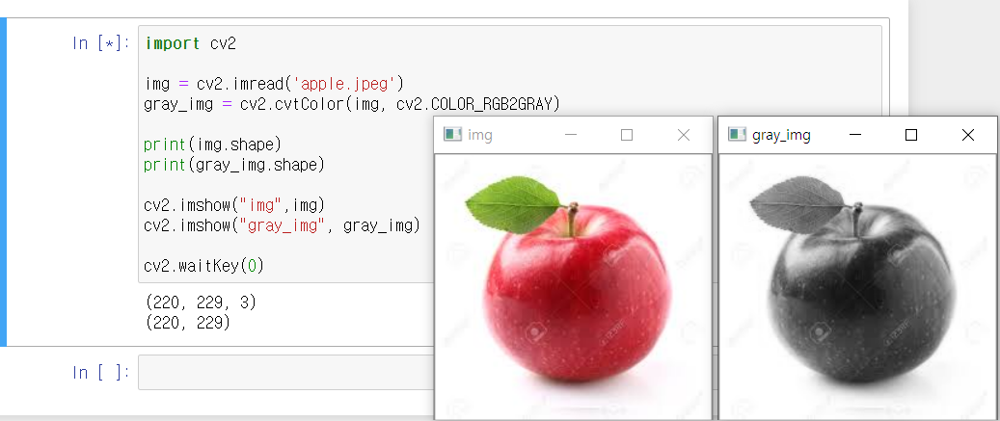 In [*]:
import cv2
img = cv2.imread('apple.jpeg')
gray_img = cv2.cvtColor(img, cv2.COLOR_RGB2GRAY)
print(img.shape)
print(gray_img.shape)
cv2.imshow("img",img)
cv2.imshow("gray_img", gray_img)
cv2.waitKey(0)
(220, 229, 3)
(220, 229)
In [ ]:
img
gray_img